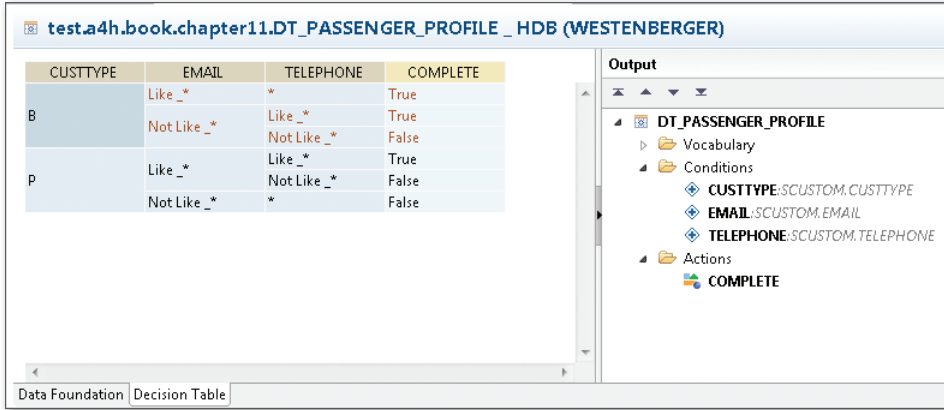 test.a4h.book.chapter11.DT_PASSENGER_PROFILE _ HDB (WESTENBERGER)
CUSTTYPE EMAIL TELEPHONE COMPLETE
B Like _* * True
Not Like _* Like _* True
Not Like _* False
P Like _* Like _* True
Not Like _* False
Not Like _* * False
Data Foundation Decision Table
Output
DT_PASSENGER_PROFILE
Vocabulary
Conditions
CUSTTYPE:SCUSTOM.CUSTTYPE
EMAIL:SCUSTOM.EMAIL
TELEPHONE:SCUSTOM.TELEPHONE
Actions
COMPLETE